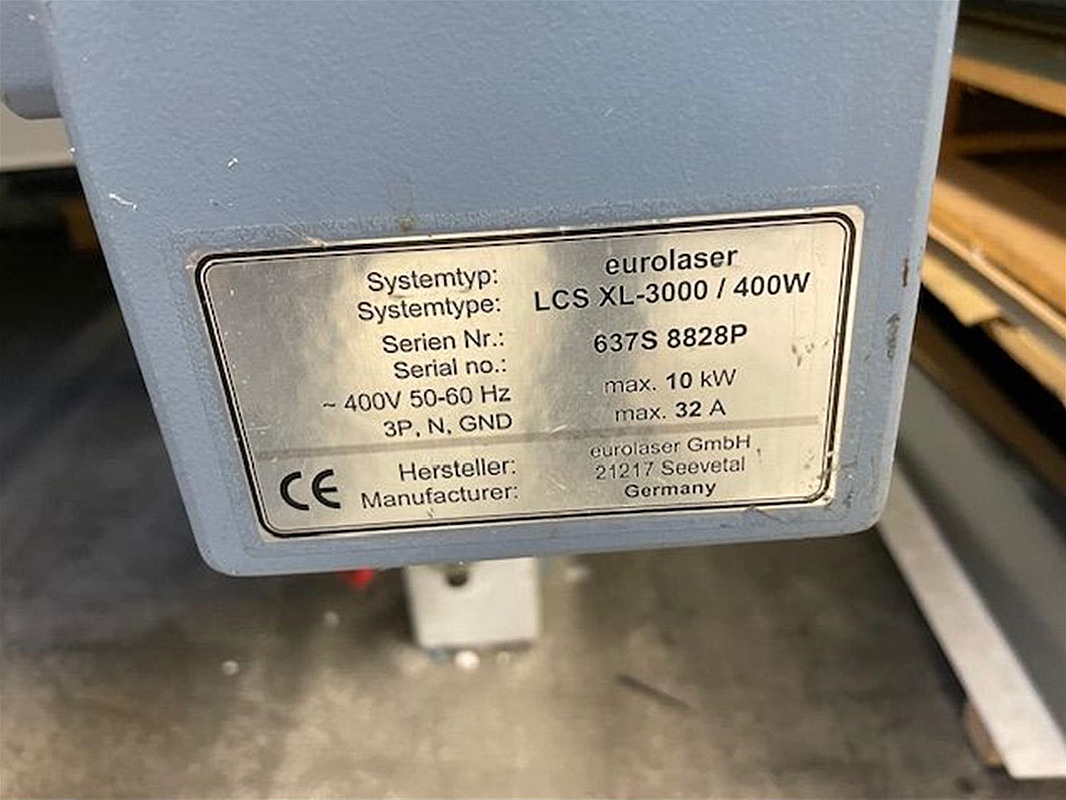 Systemtyp: eurolaser
Systemtype: LCS XL-3000 / 400W
Serien Nr.: 637S 8828P
Serial no.:
~ 400V 50-60 Hz max. 10 kW
3P, N, GND max. 32 A
Hersteller: eurolaser GmbH
21217 Seevetal
Manufacturer: Germany
CE